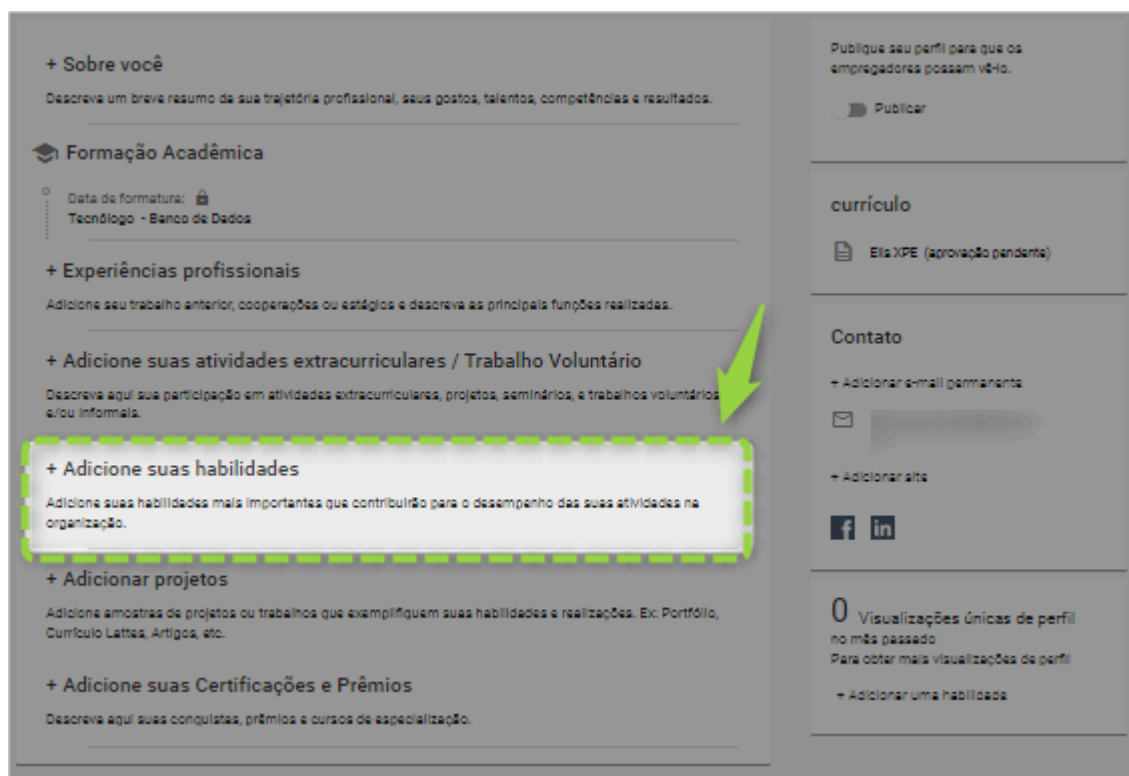 + Sobre você
Descreva um breve resumo da sua trajetória profissional, seus gostos, talentos, competências e resultados.
Formação Acadêmica
Data de formatura:
Tecnólogo - Banco de Dados
+ Experiências profissionais
Adicione seu trabalho anterior, cooperações ou estágios e descreva as principais funções realizadas.
+ Adicione suas atividades extracurriculares / Trabalho Voluntário
Descreva aqui sua participação em atividades extracurriculares, projetos, seminários, e trabalhos voluntários
e/ou informais.
+ Adicione suas habilidades
Adicione suas habilidades mais importantes que contribuirão para o desempenho das suas atividades na
organização.
+ Adicionar projetos
Adicione amostras de projetos ou trabalhos que exemplifiquem suas habilidades e realizações. Ex: Portfólio,
Currículo Lattes, Artigos, etc.
+ Adicione suas Certificações e Prêmios
Descreva aqui suas conquistas, prêmios e cursos de especialização.
Publique seu perfil para que os
empregadores possam vê-lo.
Publicar
currículo
Elis XPE (aprovação pendente)
Contato
+ Adicionar e-mail permanente
+ Adicionar site
f in
0 Visualizações únicas de perfil
no mês passado
Para obter mais visualizações de perfil
+ Adicionar uma habilidade